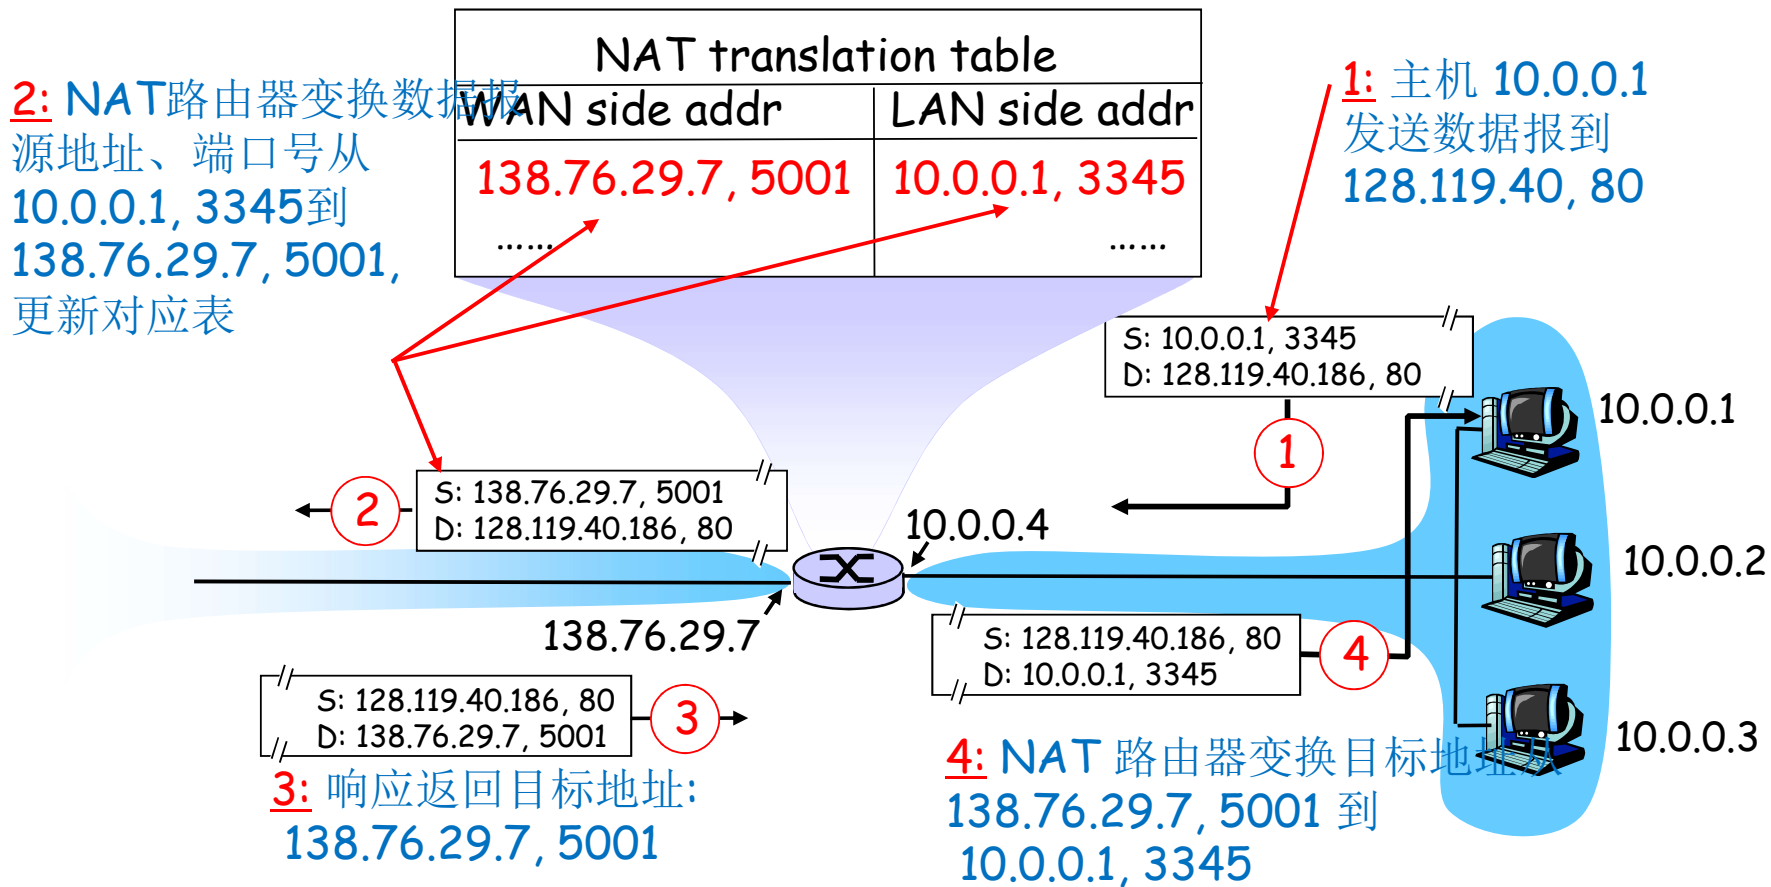 NAT translation table
WAN side addr LAN side addr
138.76.29.7, 5001 10.0.0.1, 3345
…… ……
2: NAT路由器变换数据报
源地址、端口号从
10.0.0.1, 3345到
138.76.29.7, 5001,
更新对应表
1: 主机 10.0.0.1
发送数据报到
128.119.40, 80
S: 10.0.0.1, 3345
D: 128.119.40.186, 80
1
10.0.0.1
S: 138.76.29.7, 5001
D: 128.119.40.186, 80
2
10.0.0.4
10.0.0.2
138.76.29.7
S: 128.119.40.186, 80
D: 10.0.0.1, 3345
4
S: 128.119.40.186, 80
D: 138.76.29.7, 5001
3
10.0.0.3
3: 响应返回目标地址:
138.76.29.7, 5001
4: NAT 路由器变换目标地址从
138.76.29.7, 5001 到
10.0.0.1, 3345